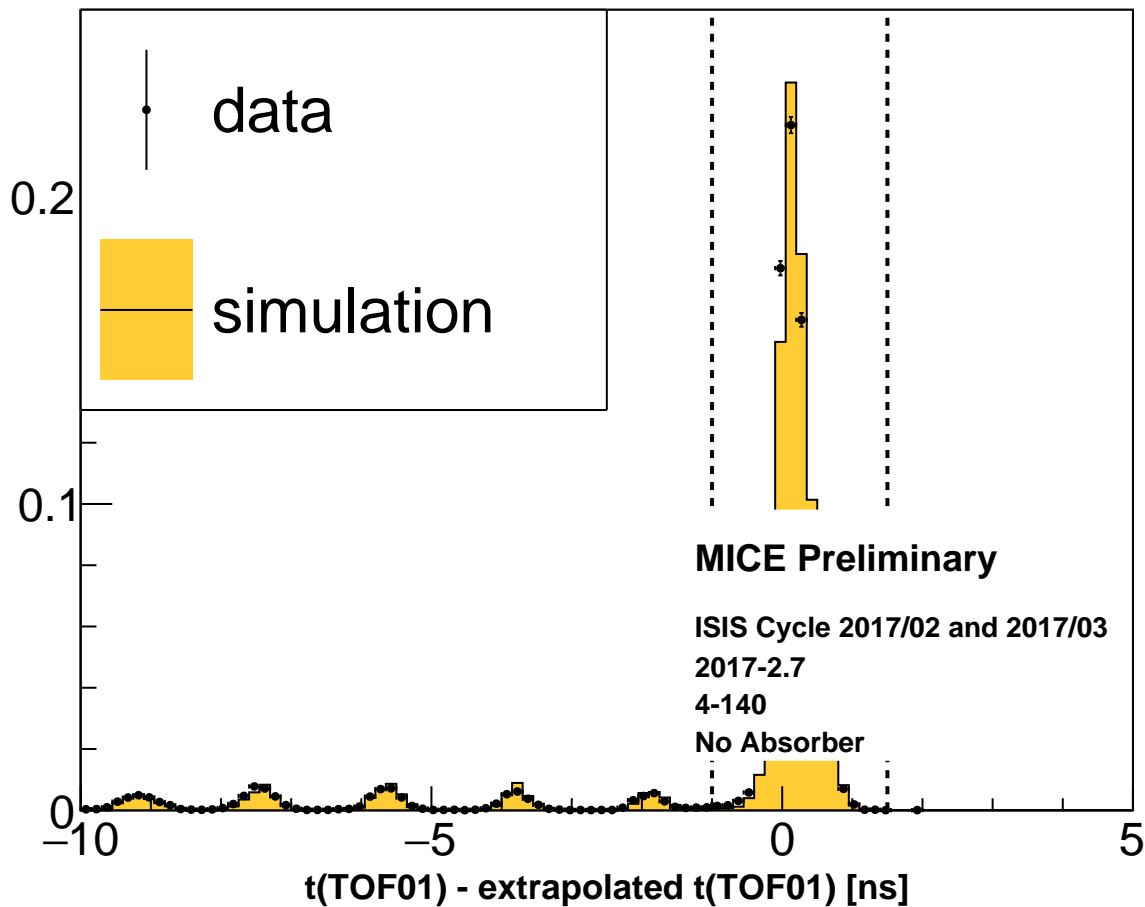 data
simulation
0.2
0.1
0
MICE Preliminary
ISIS Cycle 2017/02 and 2017/03
2017-2.7
4-140
No Absorber
−10
−5
0
5
t(TOF01) - extrapolated t(TOF01) [ns]